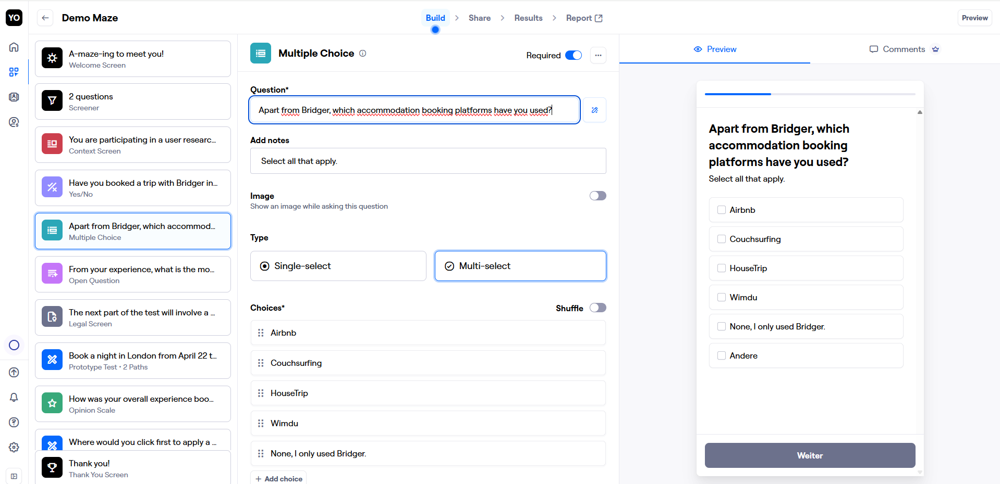 YO
Demo Maze
Build
Share
Results
Report
Preview
A-maze-ing to meet you!
Welcome Screen
2 questions
Screener
You are participating in a user researc...
Context Screen
Have you booked a trip with Bridger in...
Yes/No
Apart from Bridger, which accommod...
Multiple Choice
From your experience, what is the mo...
Open Question
The next part of the test will involve a ...
Legal Screen
Book a night in London from April 22 t...
Prototype Test • 2 Paths
How was your overall experience boo...
Opinion Scale
Where would you click first to apply a ...
Thank you!
Thank You Screen
Multiple Choice
Required
Question*
Apart from Bridger, which accommodation booking platforms have you used?
Add notes
Select all that apply.
Image
Show an image while asking this question
Type
Single-select
Multi-select
Choices*
Shuffle
Airbnb
Couchsurfing
HouseTrip
Wimdu
None, I only used Bridger.
+ Add choice
Preview
Comments
Apart from Bridger, which
accommodation booking
platforms have you used?
Select all that apply.
Airbnb
Couchsurfing
HouseTrip
Wimdu
None, I only used Bridger.
Andere
Weiter